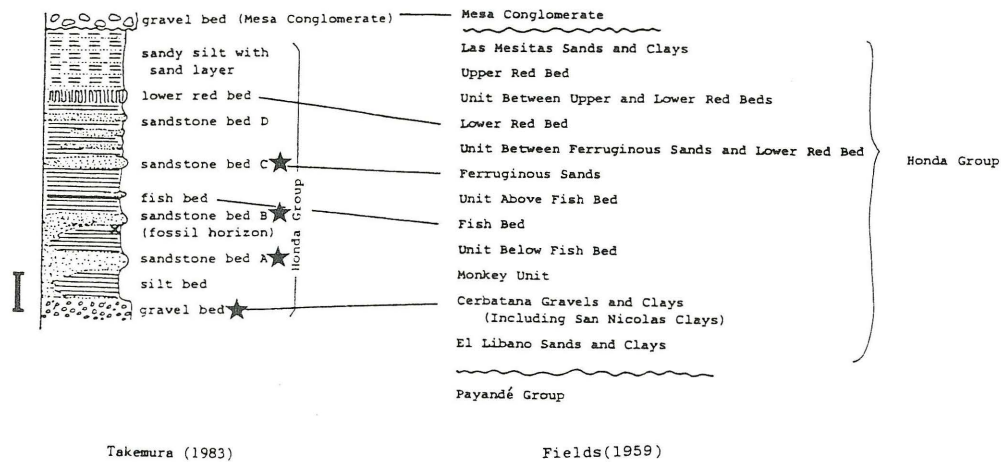 gravel bed (Mesa Conglomerate)
sandy silt with
sand layer
lower red bed
sandstone bed D
sandstone bed C
fish bed
sandstone bed B
(fossil horizon)
sandstone bed A
silt bed
gravel bed
Honda Group
Takemura (1983)
Mesa Conglomerate
Las Mesitas Sands and Clays
Upper Red Bed
Unit Between Upper and Lower Red Beds
Lower Red Bed
Unit Between Ferruginous Sands and Lower Red Bed
Ferruginous Sands
Unit Above Fish Bed
Fish Bed
Unit Below Fish Bed
Monkey Unit
Cerbatana Gravels and Clays
(Including San Nicolas Clays)
El Libano Sands and Clays
Payandé Group
Honda Group
Fields(1959)